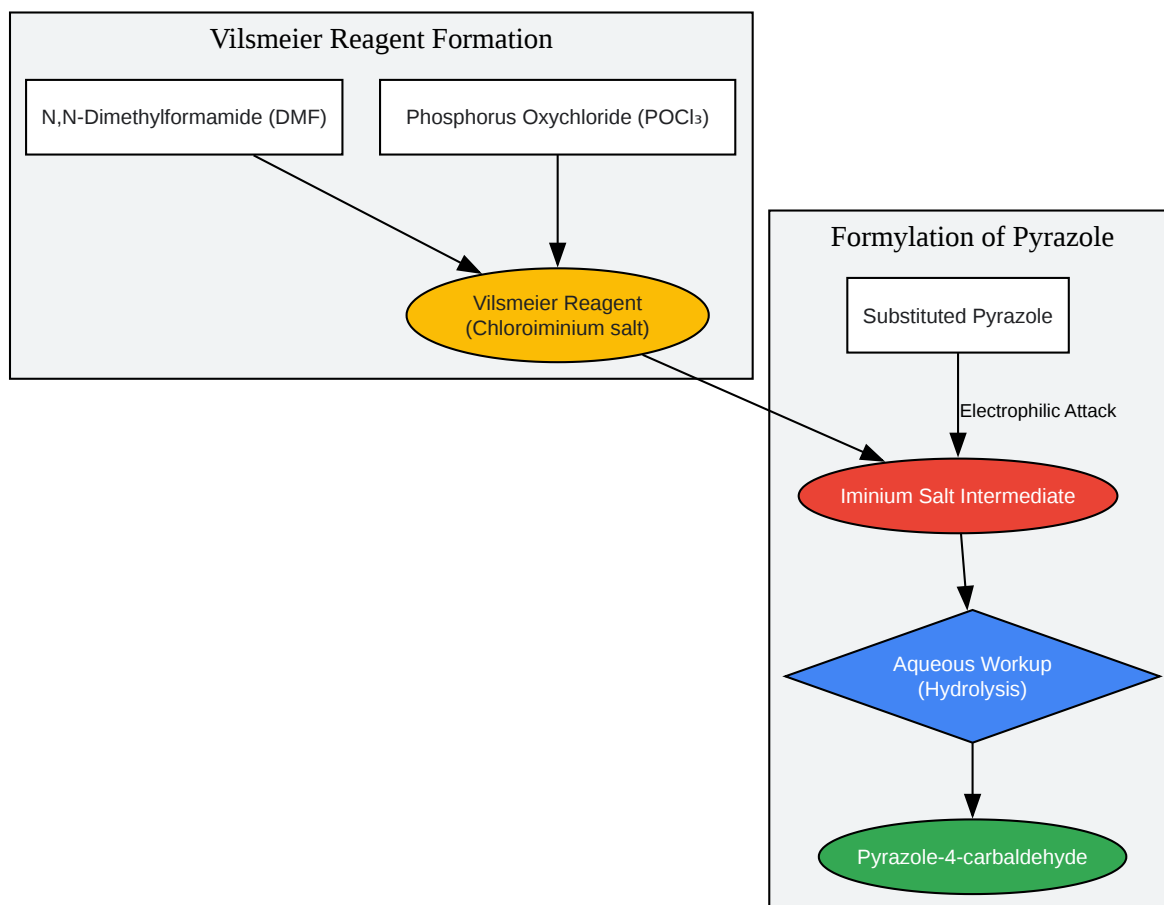 Vilsmeier Reagent Formation
N,N-Dimethylformamide (DMF)
Phosphorus Oxychloride (POCl₃)
Vilsmeier Reagent
(Chloroiminium salt)
Formylation of Pyrazole
Substituted Pyrazole
Electrophilic Attack
Iminium Salt Intermediate
Aqueous Workup
(Hydrolysis)
Pyrazole-4-carbaldehyde